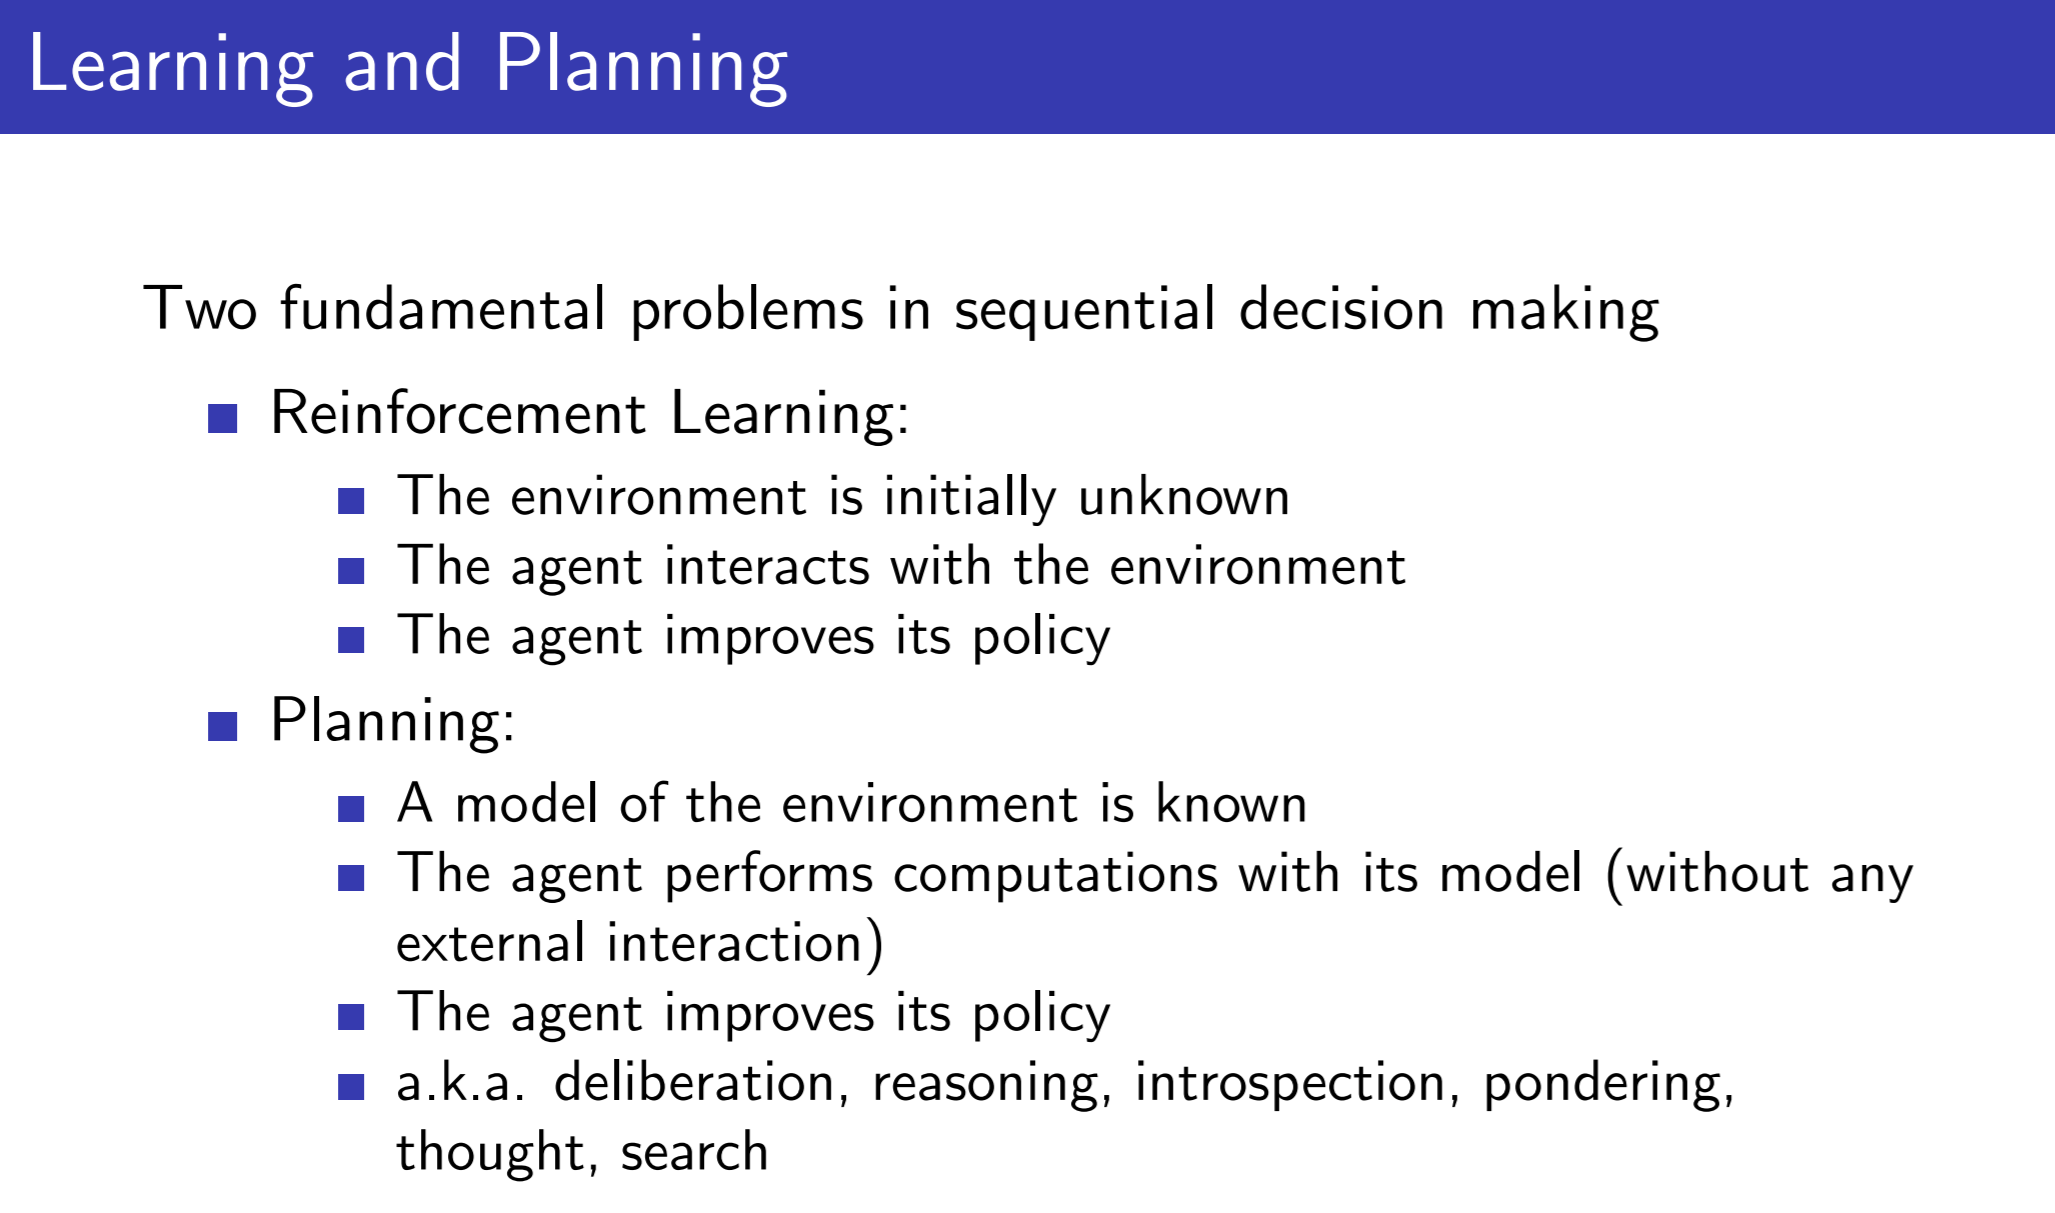 Learning and Planning
Two fundamental problems in sequential decision making
Reinforcement Learning:
The environment is initially unknown
The agent interacts with the environment
The agent improves its policy
Planning:
A model of the environment is known
The agent performs computations with its model (without any
external interaction)
The agent improves its policy
a.k.a. deliberation, reasoning, introspection, pondering,
thought, search